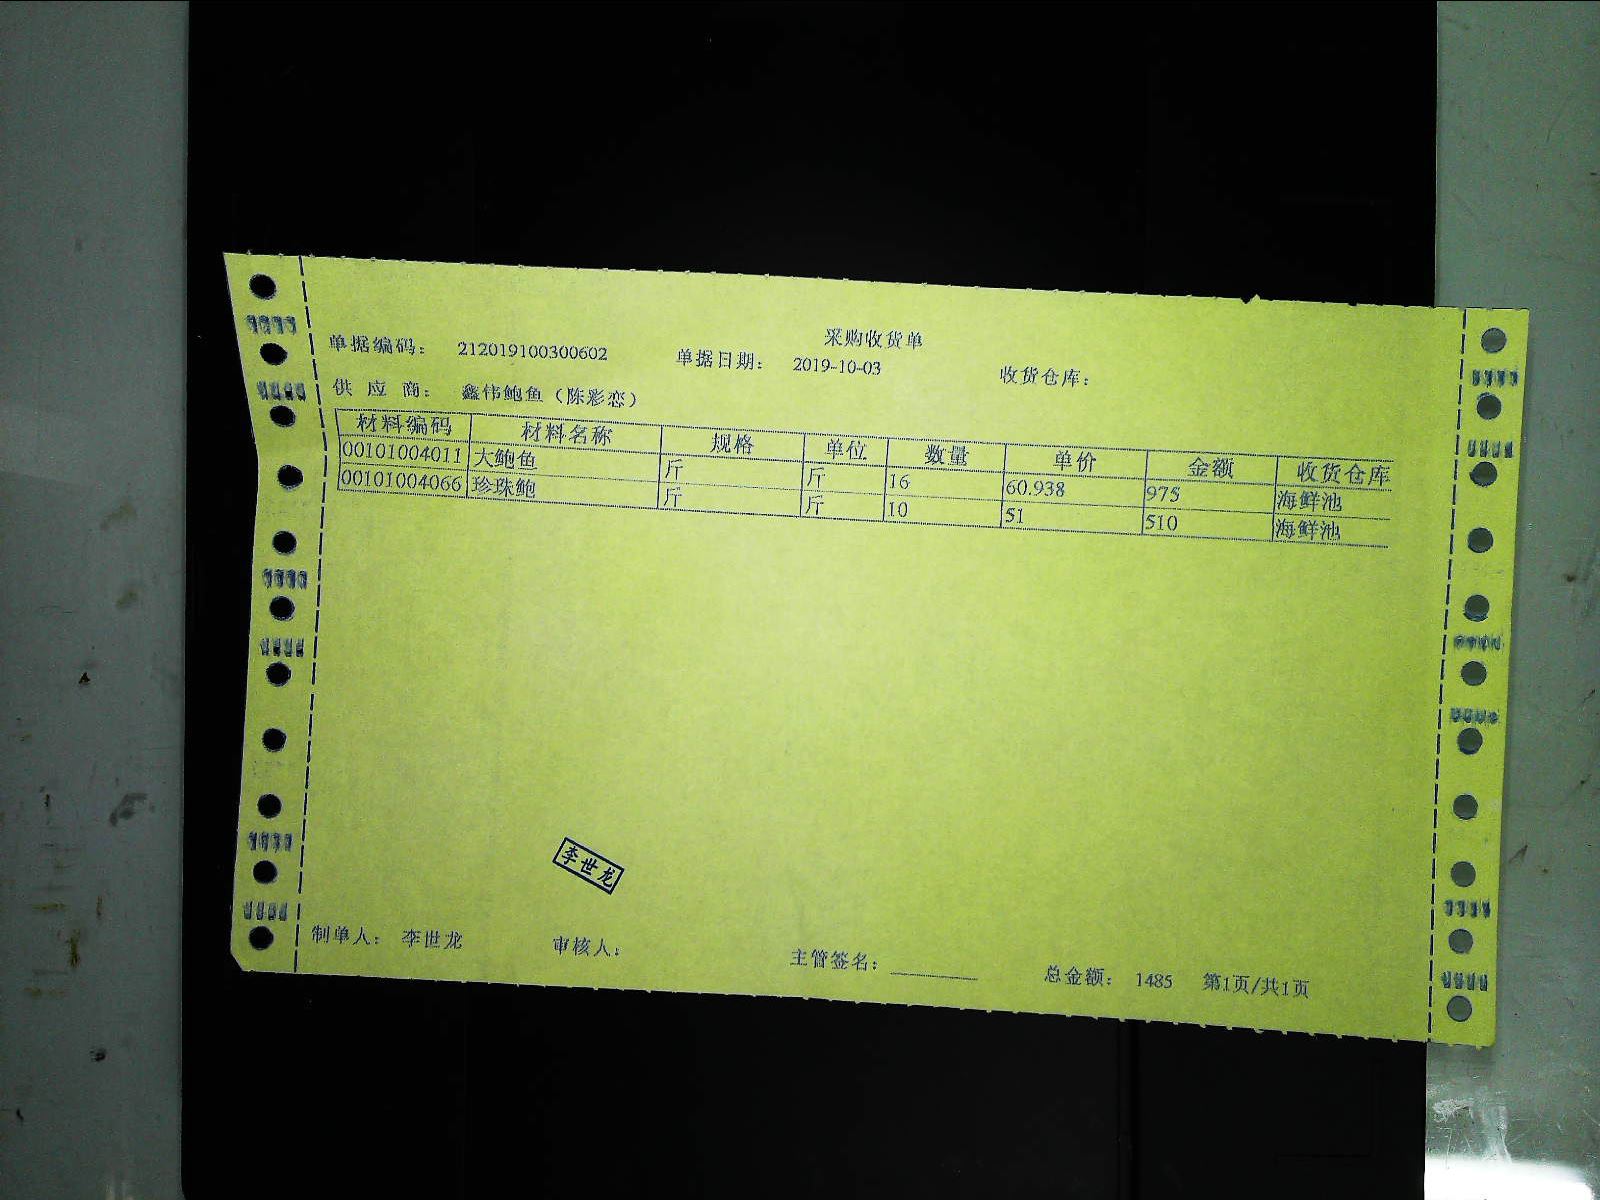 采购收货单
单据编码： 212019100300602 单据日期： 2019-10-03 收货仓库：
供 应 商： 鑫伟鲍鱼（陈彩恋）
材料编码 材料名称 规格 单位 数量 单价 金额 收货仓库
00101004011 大鲍鱼 斤 斤 16 60.938 975 海鲜池
00101004066 珍珠鲍 斤 斤 10 51 510 海鲜池
李世龙
制单人： 李世龙 审核人： 主管签名： 总金额： 1485 第1页/共1页